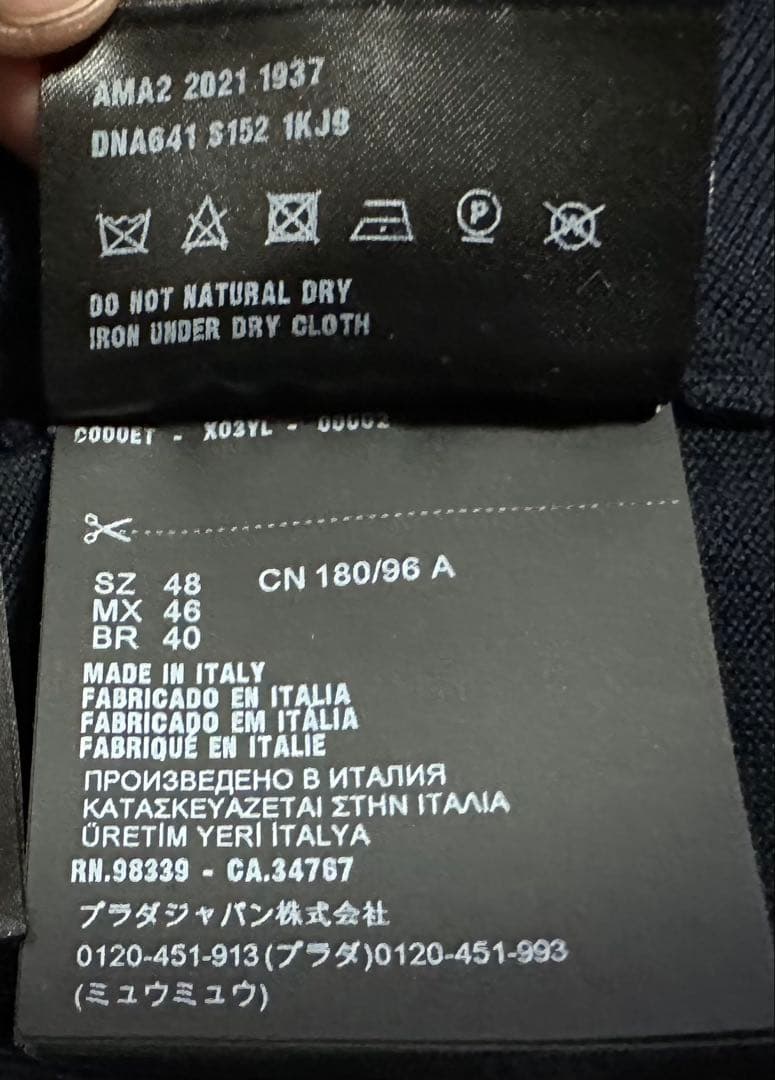 AMA2 2021 1937
DNA641 S152 1KJ9
DO NOT NATURAL DRY
IRON UNDER DRY CLOTH
SZ 48 CN 180/96 A
MX 46
BR 40
MADE IN ITALY
FABRICADO EN ITALIA
FABRICADO EM ITÁLIA
FABRIQUÉ EN ITALIE
ПРОИЗВЕДЕНО В ИТАЛИЯ
ΚΑΤΑΣΚΕΥΑΖΕΤΑΙ ΣΤΗΝ ΙΤΑΛΙΑ
ÜRETİM YERİ İTALYA
RN.98339 - CA.34767
プラダジャパン株式会社
0120-451-913(プラダ)0120-451-993
(ミュウミュウ)